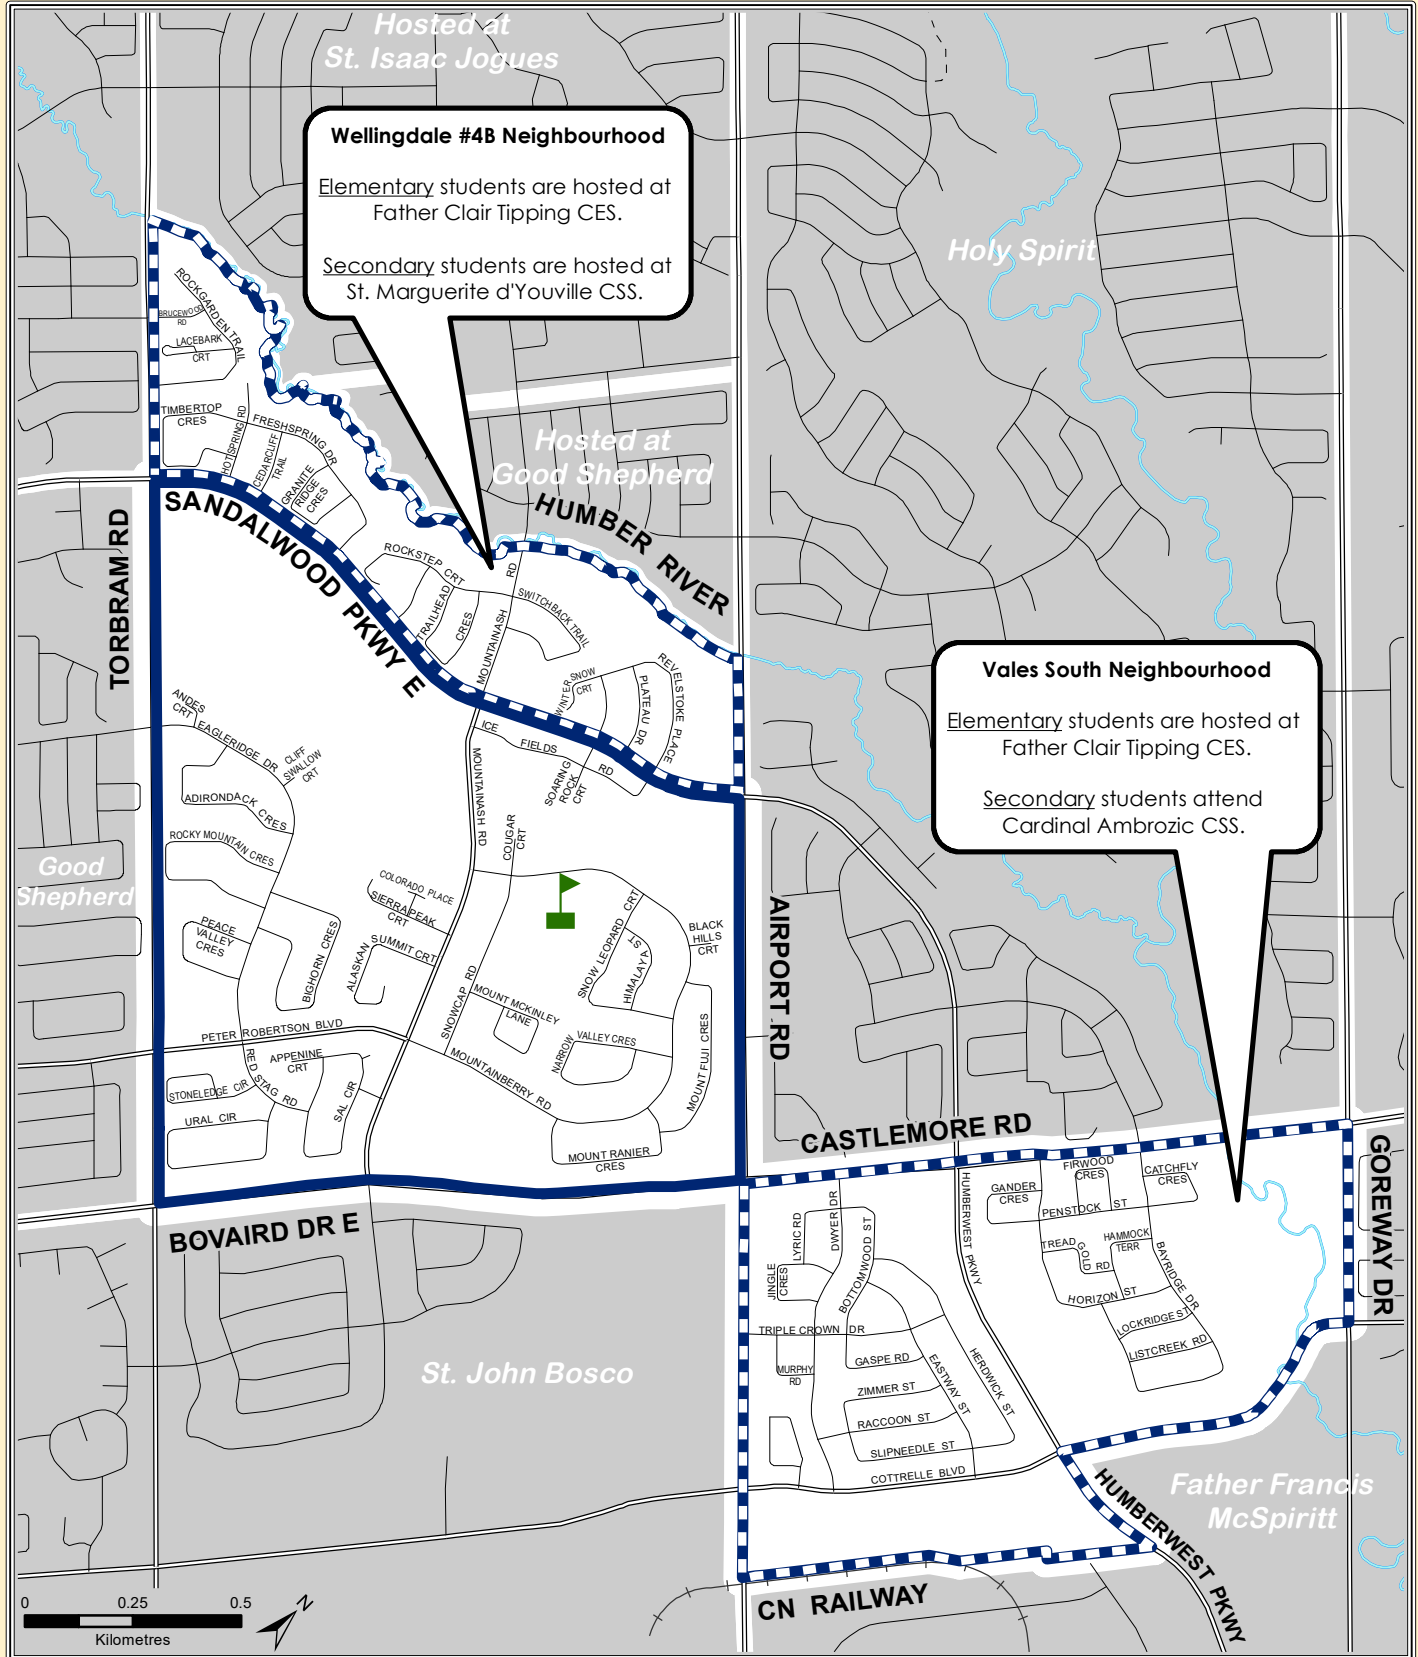 Hosted at
St. Isaac Jogues
Wellingdale #4B Neighbourhood
Elementary students are hosted at
Father Clair Tipping CES.
Secondary students are hosted at
St. Marguerite d'Youville CSS.
Holy Spirit
ROCKGARDEN TRAIL
BRUCEWOOD
RD
LACEBARK
CRT
TIMBERTOP
CRES
HOTSPRING RD
FRESHSPRING DR
CEDARCLIFF
TRAIL
GRANITE
RIDGE
CRES
Hosted at
Good Shepherd
HUMBER RIVER
SANDALWOOD PKWY E
TORBRAM RD
ROCKSTEP CRT
TRAILHEAD
CRES
MOUNTAINASH
RD
SWITCHBACK TRAIL
WINTER SNOW
CRT
PLATEAU DR
REVELSTOKE PLACE
Vales South Neighbourhood
Elementary students are hosted at
Father Clair Tipping CES.
Secondary students attend
Cardinal Ambrozic CSS.
ANDES
CRT
EAGLERIDGE DR
CLIFF
SWALLOW
CRT
ICE FIELDS RD
MOUNTAINASH RD
SOARING
ROCK
CRT
ADIRONDACK CRES
ROCKY MOUNTAIN CRES
COUGAR
CRT
Good
Shepherd
COLORADO PLACE
SIERRA PEAK
CRT
PEACE
VALLEY
CRES
BIGHORN CRES
ALASKAN
SUMMIT CRT
SNOW LEOPARD CRT
HIMALAYA ST
BLACK
HILLS
CRT
AIRPORT RD
SNOWCAP RD
MOUNT MCKINLEY
LANE
NARROW
VALLEY CRES
MOUNT FUJI CRES
PETER ROBERTSON BLVD
RED STAG RD
APPENINE
CRT
MOUNTAINBERRY RD
STONELEDGE CIR
SAL CIR
URAL CIR
MOUNT RANIER
CRES
BOVAIRD DR E
CASTLEMORE RD
GOREWAY DR
FIRWOOD
CRES
CATCHFLY
CRES
GANDER
CRES
PENSTOCK ST
HUMBERWEST PKWY
DWYER DR
LYRIC RD
BOTTOMWOOD ST
JINGLE
CRES
TREAD
GOLD
RD
HAMMOCK
TERR
BAYRIDGE DR
HORIZON ST
LOCKRIDGE ST
LISTCREEK RD
TRIPLE CROWN DR
MURPHY
RD
GASPE RD
EASTWAY ST
HERDWICK ST
ZIMMER ST
RACCOON ST
SLIPNEEDLE ST
COTTRELLE BLVD
St. John Bosco
Father Francis
McSpiritt
HUMBERWEST PKWY
CN RAILWAY
0 0.25 0.5
Kilometres
N